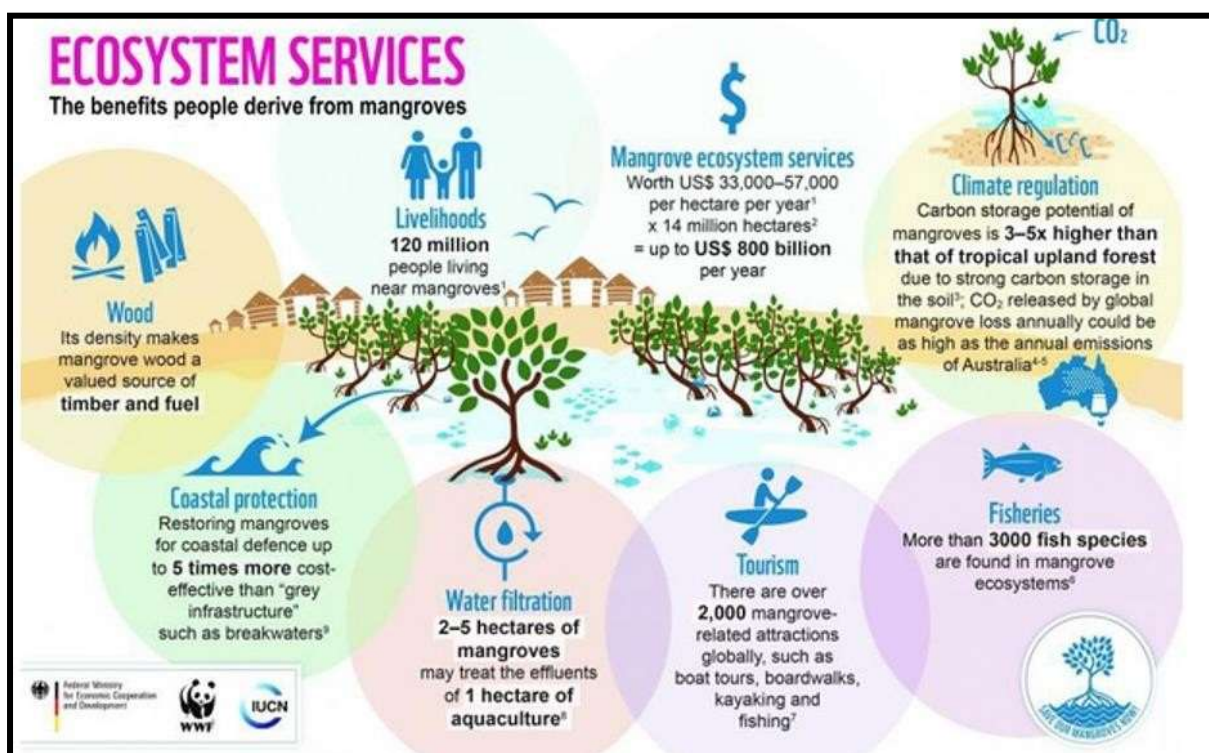 ECOSYSTEM SERVICES
The benefits people derive from mangroves
Wood
Its density makes
mangrove wood a
valued source of
timber and fuel
Livelihoods
120 million
people living
near mangroves¹
$
Mangrove ecosystem services
Worth US$ 33,000–57,000
per hectare per year¹
x 14 million hectares²
= up to US$ 800 billion
per year
CO₂
C C C
Climate regulation
Carbon storage potential of
mangroves is 3–5x higher than
that of tropical upland forest
due to strong carbon storage in
the soil³; CO₂ released by global
mangrove loss annually could be
as high as the annual emissions
of Australia⁴⁻⁵
Coastal protection
Restoring mangroves
for coastal defence up
to 5 times more cost-
effective than “grey
infrastructure”
such as breakwaters⁹
Water filtration
2–5 hectares of
mangroves
may treat the effluents
of 1 hectare of
aquaculture⁸
Tourism
There are over
2,000 mangrove-
related attractions
globally, such as
boat tours, boardwalks,
kayaking and
fishing⁷
Fisheries
More than 3000 fish species
are found in mangrove
ecosystems⁶
Federal Ministry
for Economic Cooperation
and Development
WWF
IUCN
SAVE OUR MANGROVES NOW!